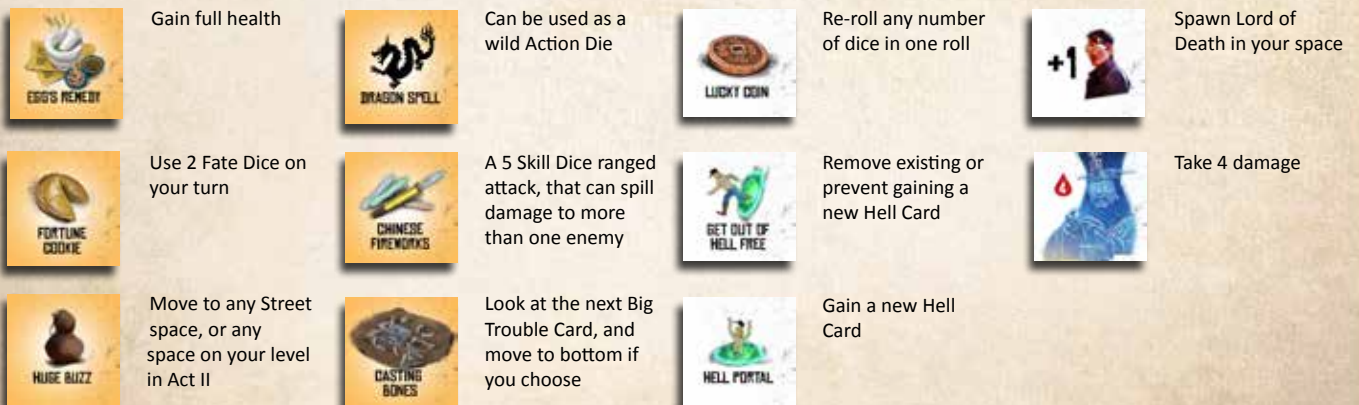 EGG'S REMEDY
Gain full health
DRAGON SPELL
Can be used as a
wild Action Die
LUCKY COIN
Re-roll any number
of dice in one roll
+1
Spawn Lord of
Death in your space
FORTUNE
COOKIE
Use 2 Fate Dice on
your turn
CHINESE
FIREWORKS
A 5 Skill Dice ranged
attack, that can spill
damage to more
than one enemy
GET OUT OF
HELL FREE
Remove existing or
prevent gaining a
new Hell Card
Take 4 damage
HUGE BUZZ
Move to any Street
space, or any
space on your level
in Act II
CASTING
BONES
Look at the next Big
Trouble Card, and
move to bottom if
you choose
HELL PORTAL
Gain a new Hell
Card